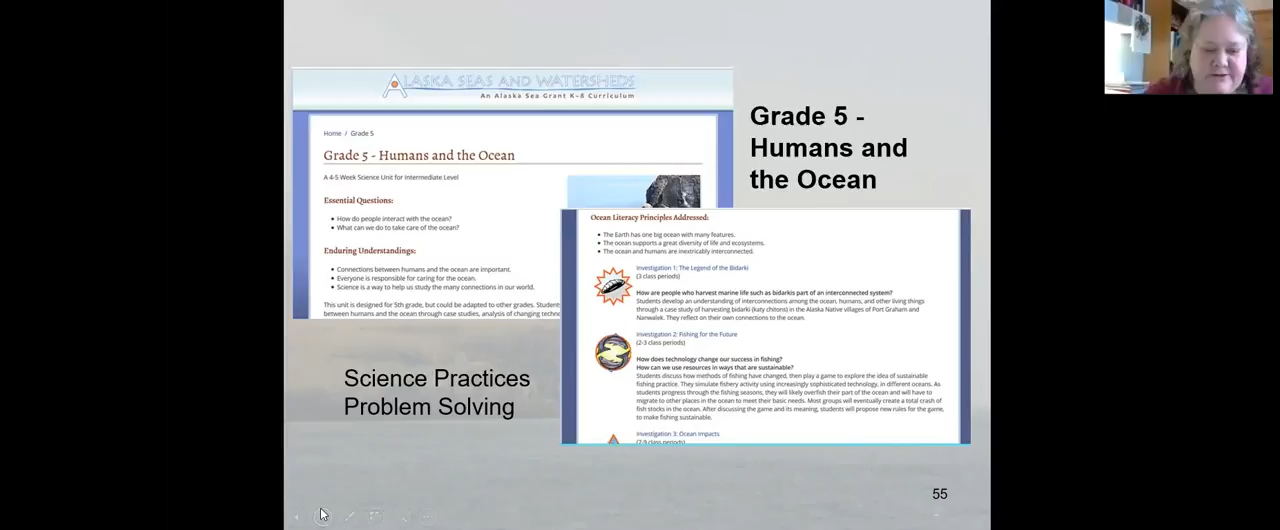 ALASKA SEAS AND WATERSHEDS
An Alaska Sea Grant K-8 Curriculum
Home / Grade 5
Grade 5 - Humans and the Ocean
A 4-5 Week Science Unit for Intermediate Level
Essential Questions:
• How do people interact with the ocean?
• What can we do to take care of the ocean?
Enduring Understandings:
• Connections between humans and the ocean are important.
• Everyone is responsible for caring for the ocean.
• Science is a way to help us study the many connections in our world.
This unit is designed for 5th grade, but could be adapted to other grades.
between humans and the ocean through case studies, analysis of changing
Grade 5 -
Humans and
the Ocean
Ocean Literacy Principles Addressed:
• The Earth has one big ocean with many features.
• The ocean supports a great diversity of life and ecosystems.
• The ocean and humans are inextricably interconnected.
Investigation 1: The Legend of the Bidarki
(3 class periods)
How are people who harvest marine life such as bidarkis part of an interconnected system?
Students develop an understanding of interconnections among the ocean, humans, and other living things
through a case study of harvesting bidarki (katy chitons) in the Alaska Native villages of Port Graham and
Nanwalek. They reflect on their own connections to the ocean.
Investigation 2: Fishing for the Future
(2-3 class periods)
How does technology change our success in fishing?
How can we use resources in ways that are sustainable?
Students discuss how methods of fishing have changed, then play a game to explore the idea of sustainable
fishing practice. They simulate fishery activity using increasingly sophisticated technology, in different oceans. As
students progress through the fishing seasons, they will likely overfish their part of the ocean and will have to
migrate to other places in the ocean to meet their basic needs. Most groups will eventually create a total crash of
fish stocks in the ocean. After discussing the game and its meaning, students will propose new rules for the game,
to make fishing sustainable.
Investigation 3: Ocean Impacts
Science Practices
Problem Solving
55